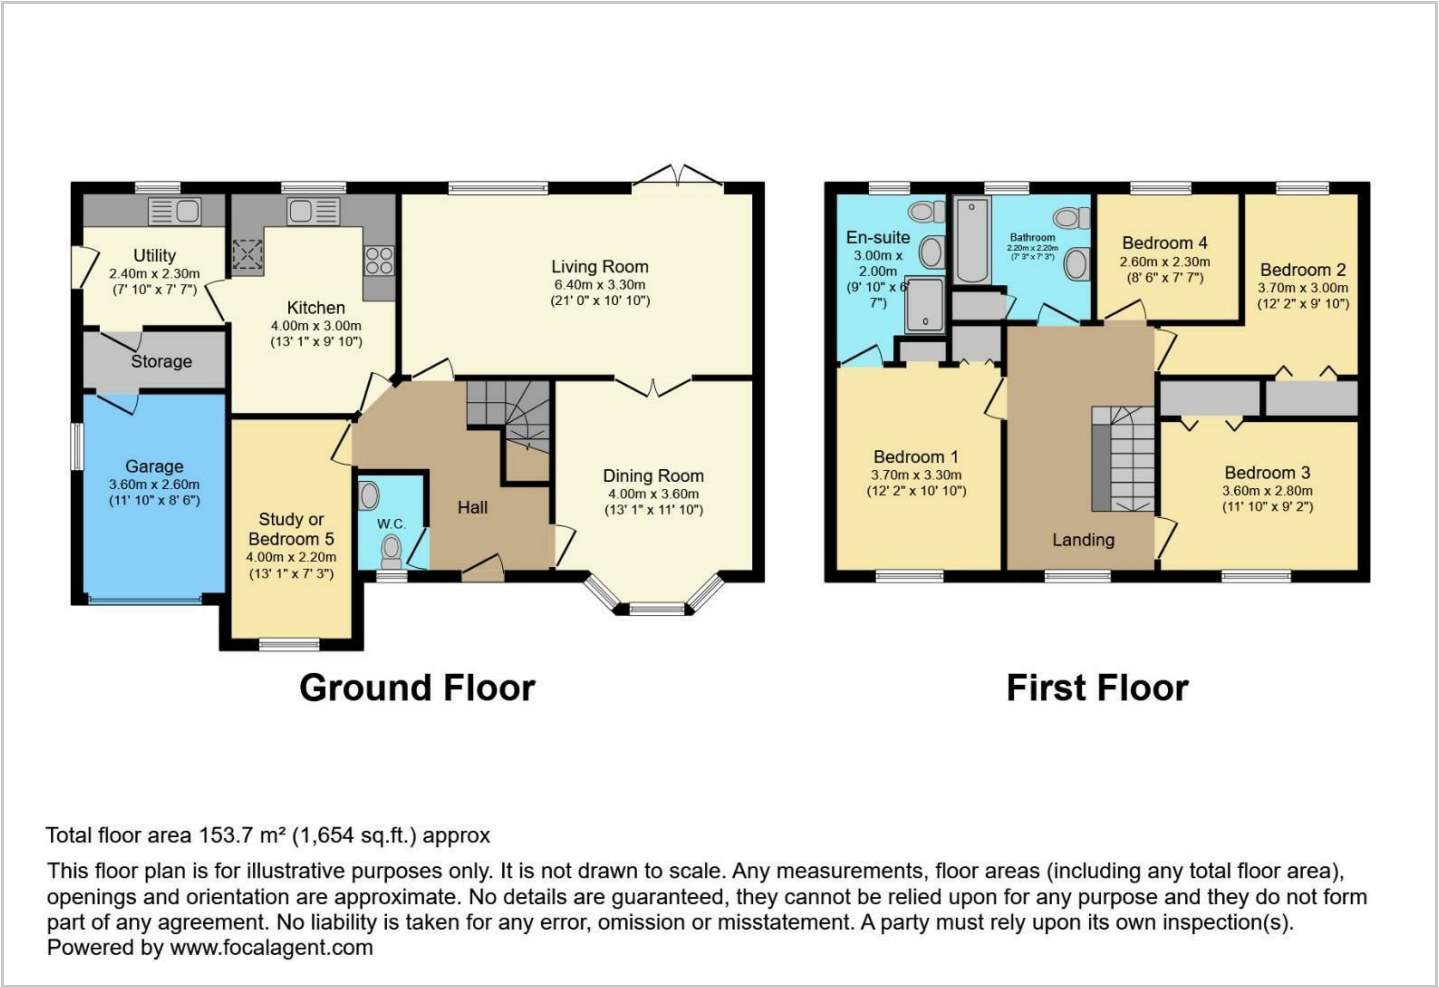 Utility
2.40m x 2.30m
(7' 10" x 7' 7")
Kitchen
4.00m x 3.00m
(13' 1" x 9' 10")
Living Room
6.40m x 3.30m
(21' 0" x 10' 10")
Storage
Garage
3.60m x 2.60m
(11' 10" x 8' 6")
Study or
Bedroom 5
4.00m x 2.20m
(13' 1" x 7' 3")
W.C.
Hall
Dining Room
4.00m x 3.60m
(13' 1" x 11' 10")
Ground Floor
En-suite
3.00m x
2.00m
(9' 10" x 6'
7")
Bathroom
2.20m x 2.20m
(7' 3" x 7' 3")
Bedroom 4
2.60m x 2.30m
(8' 6" x 7' 7")
Bedroom 2
3.70m x 3.00m
(12' 2" x 9' 10")
Bedroom 1
3.70m x 3.30m
(12' 2" x 10' 10")
Bedroom 3
3.60m x 2.80m
(11' 10" x 9' 2")
Landing
First Floor
Total floor area 153.7 m² (1,654 sq.ft.) approx
This floor plan is for illustrative purposes only. It is not drawn to scale. Any measurements, floor areas (including any total floor area),
openings and orientation are approximate. No details are guaranteed, they cannot be relied upon for any purpose and they do not form
part of any agreement. No liability is taken for any error, omission or misstatement. A party must rely upon its own inspection(s).
Powered by www.focalagent.com